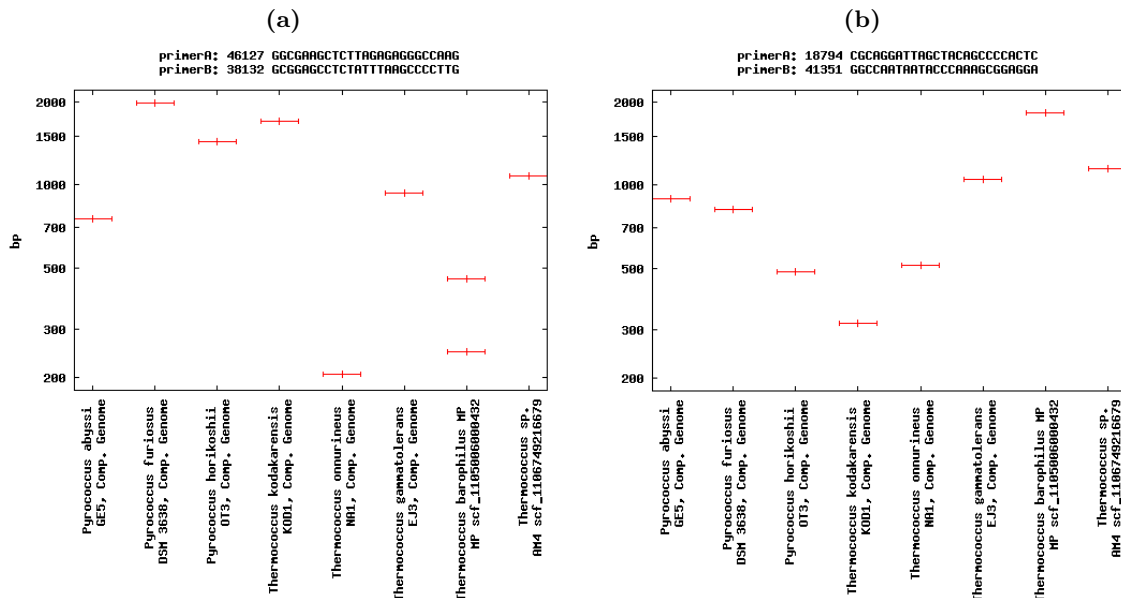 (a)
primerA: 46127 GGCGAAGCTCTTAGAGAGGGCCAAG
primerB: 38132 GCGGAGCCTCTATTTAAGCCCCTTG
2000
1500
1000
700
500
300
200
bp
Pyrococcus abyssi
GE5, Comp. Genome
Pyrococcus furiosus
DSM 3638, Comp. Genome
Pyrococcus horikoshii
OT3, Comp. Genome
Thermococcus kodakarensis
KOD1, Comp. Genome
Thermococcus onnurineus
NA1, Comp. Genome
Thermococcus gammatolerans
EJ3, Comp. Genome
Thermococcus barophilus MP
MP scf_1105006000432
Thermococcus sp.
AM4 scf_1106749216679
(b)
primerA: 18794 CGCAGGATTAGCTACAGCCCCACTC
primerB: 41351 GGCCAATAATACCCAAAGCGGAGGA
2000
1500
1000
700
500
300
200
bp
Pyrococcus abyssi
GE5, Comp. Genome
Pyrococcus furiosus
DSM 3638, Comp. Genome
Pyrococcus horikoshii
OT3, Comp. Genome
Thermococcus kodakarensis
KOD1, Comp. Genome
Thermococcus onnurineus
NA1, Comp. Genome
Thermococcus gammatolerans
EJ3, Comp. Genome
Thermococcus barophilus MP
MP scf_1105006000432
Thermococcus sp.
AM4 scf_1106749216679